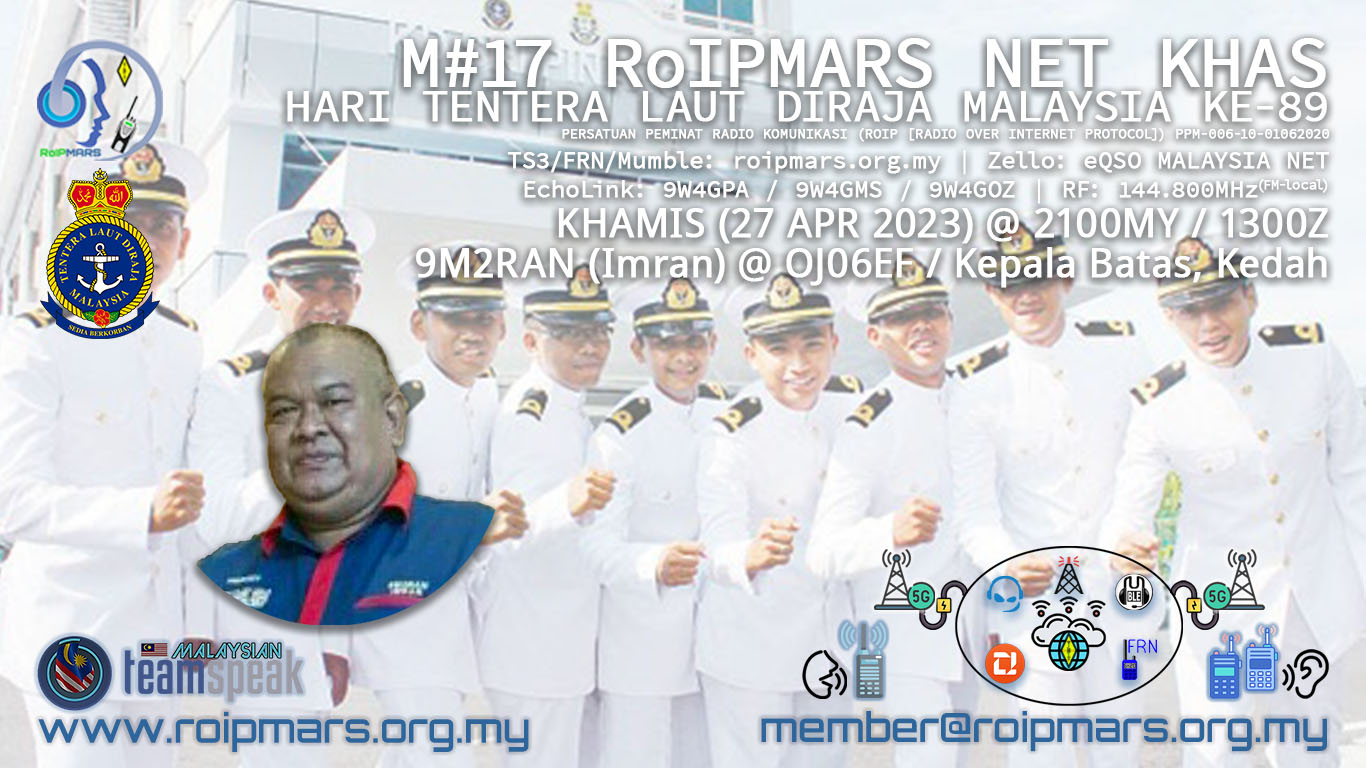 M#17 RoIPMARS NET KHAS
HARI TENTERA LAUT DIRAJA MALAYSIA KE-89
PERSATUAN PEMINAT RADIO KOMUNIKASI (ROIP [RADIO OVER INTERNET PROTOCOL]) PPM-006-10-01062020
TS3/FRN/Mumble: roipmars.org.my | Zello: eQSO MALAYSIA NET
EchoLink: 9W4GPA / 9W4GMS / 9W4GOZ | RF: 144.800MHz(FM-local)
KHAMIS (27 APR 2023) @ 2100MY / 1300Z
9M2RAN (Imran) @ OJ06EF / Kepala Batas, Kedah
RoIPMARS
TENTERA LAUT DIRAJA
MALAYSIA
SEDIA BERKORBAN
5G
5G
BLE
FRN
MALAYSIAN
teamspeak
www.roipmars.org.my
member@roipmars.org.my